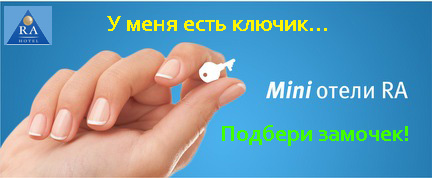 RA
HOTEL
У меня есть ключик...
Mini отели RA
Подбери замочек!